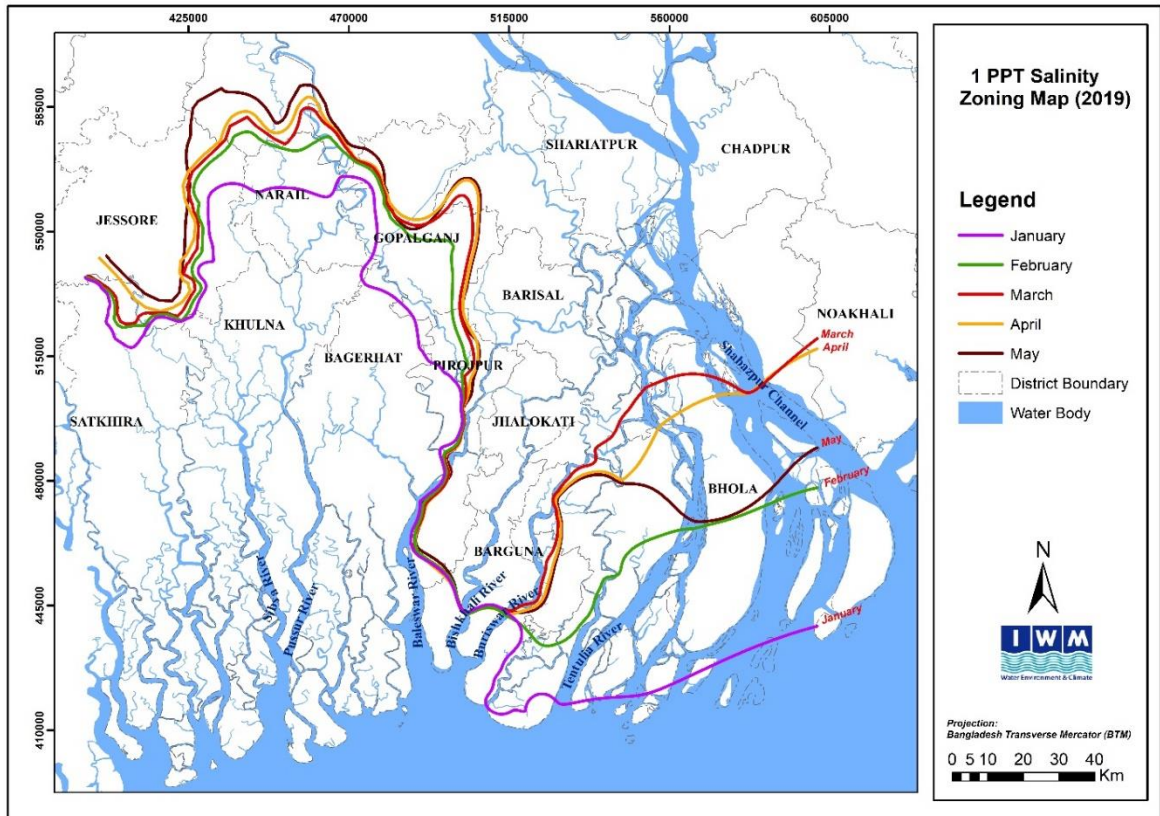 425000
470000
515000
560000
605000
585000
550000
515000
480000
445000
410000
SHARIATPUR
CHADPUR
NARAIL
JESSORE
GOPALGANJ
BARISAL
NOAKHALI
KHULNA
March
April
BAGERHAT
PIROJPUR
Shabazpur Channel
SATKHIRA
JHALOKATI
May
February
BHOLA
BARGUNA
Sibsa River
Pussur River
Baleswar River
Bishkhali River
Buriswar River
Tentulia River
January
1 PPT Salinity
Zoning Map (2019)
Legend
January
February
March
April
May
District Boundary
Water Body
N
IWM
Water Environment & Climate
Projection:
Bangladesh Transverse Mercator (BTM)
0 5 10 20 30 40
Km